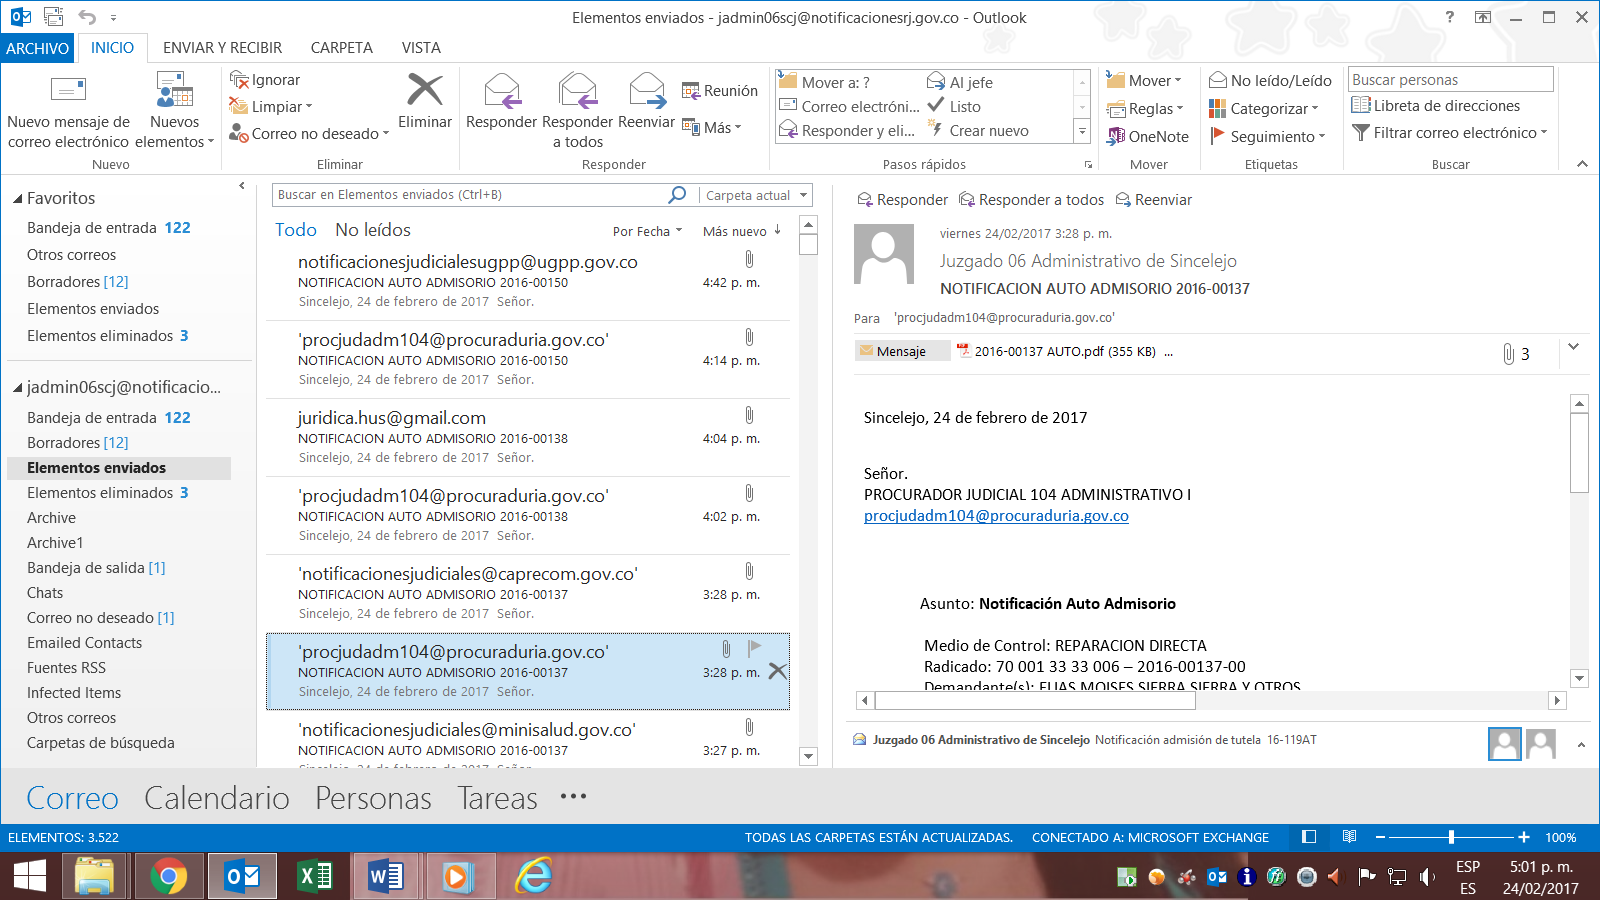 Elementos enviados - jadmin06scj@notificacionesrj.gov.co - Outlook
ARCHIVO INICIO ENVIAR Y RECIBIR CARPETA VISTA
Nuevo mensaje de correo electrónico
Nuevos elementos
Nuevo
Ignorar
Limpiar
Correo no deseado
Eliminar
Eliminar
Responder
Responder a todos
Reenviar
Reunión
Más
Responder
Mover a: ?
Correo electróni...
Responder y eli...
Al jefe
Listo
Crear nuevo
Pasos rápidos
Mover
Reglas
OneNote
Mover
No leído/Leído
Categorizar
Seguimiento
Etiquetas
Buscar personas
Libreta de direcciones
Filtrar correo electrónico
Buscar
Favoritos
Bandeja de entrada 122
Otros correos
Borradores [12]
Elementos enviados
Elementos eliminados 3
jadmin06scj@notificacio...
Bandeja de entrada 122
Borradores [12]
Elementos enviados
Elementos eliminados 3
Archive
Archive1
Bandeja de salida [1]
Chats
Correo no deseado [1]
Emailed Contacts
Fuentes RSS
Infected Items
Otros correos
Carpetas de búsqueda
Buscar en Elementos enviados (Ctrl+B) Carpeta actual
Todo No leídos Por Fecha Más nuevo
notificacionesjudicialesugpp@ugpp.gov.co
NOTIFICACION AUTO ADMISORIO 2016-00150 4:42 p. m.
Sincelejo, 24 de febrero de 2017 Señor.
'procjudadm104@procuraduria.gov.co'
NOTIFICACION AUTO ADMISORIO 2016-00150 4:14 p. m.
Sincelejo, 24 de febrero de 2017 Señor.
juridica.hus@gmail.com
NOTIFICACION AUTO ADMISORIO 2016-00138 4:04 p. m.
Sincelejo, 24 de febrero de 2017 Señor.
'procjudadm104@procuraduria.gov.co'
NOTIFICACION AUTO ADMISORIO 2016-00138 4:02 p. m.
Sincelejo, 24 de febrero de 2017 Señor.
'notificacionesjudiciales@caprecom.gov.co'
NOTIFICACION AUTO ADMISORIO 2016-00137 3:28 p. m.
Sincelejo, 24 de febrero de 2017 Señor.
'procjudadm104@procuraduria.gov.co'
NOTIFICACION AUTO ADMISORIO 2016-00137 3:28 p. m.
Sincelejo, 24 de febrero de 2017 Señor.
'notificacionesjudiciales@minisalud.gov.co'
NOTIFICACION AUTO ADMISORIO 2016-00137 3:27 p. m.
Responder Responder a todos Reenviar
viernes 24/02/2017 3:28 p. m.
Juzgado 06 Administrativo de Sincelejo
NOTIFICACION AUTO ADMISORIO 2016-00137
Para 'procjudadm104@procuraduria.gov.co'
Mensaje 2016-00137 AUTO.pdf (355 KB) ... 3
Sincelejo, 24 de febrero de 2017
Señor.
PROCURADOR JUDICIAL 104 ADMINISTRATIVO I
procjudadm104@procuraduria.gov.co
Asunto: Notificación Auto Admisorio
Medio de Control: REPARACION DIRECTA
Radicado: 70 001 33 33 006 – 2016-00137-00
Demandante(s): ELIAS MOISES SIERRA SIERRA Y OTROS
Juzgado 06 Administrativo de Sincelejo Notificación admisión de tutela 16-119AT
Correo Calendario Personas Tareas ...
ELEMENTOS: 3.522 TODAS LAS CARPETAS ESTÁN ACTUALIZADAS. CONECTADO A: MICROSOFT EXCHANGE 100%
ESP
ES
5:01 p. m.
24/02/2017